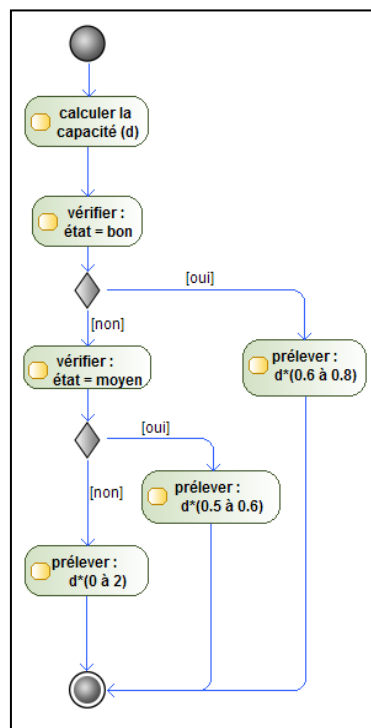 calculer la
capacité (d)
vérifier :
état = bon
[oui]
[non]
vérifier :
état = moyen
prélever :
d*(0.6 à 0.8)
[oui]
[non]
prélever :
d*(0.5 à 0.6)
prélever :
d*(0 à 2)